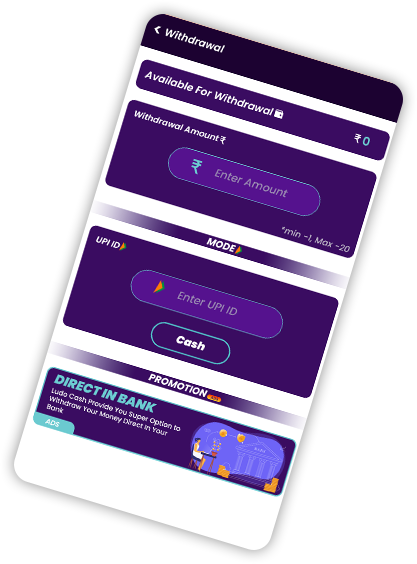 Withdrawal
Available For Withdrawal
₹ 0
Withdrawal Amount ₹
₹ Enter Amount
*min -1, Max -20
MODE
UPI ID
Enter UPI ID
Cash
PROMOTION
DIRECT IN BANK
Ludo Cash Provide You Super Option to
Withdraw Your Money Direct In Your
Bank
ADS
BANK